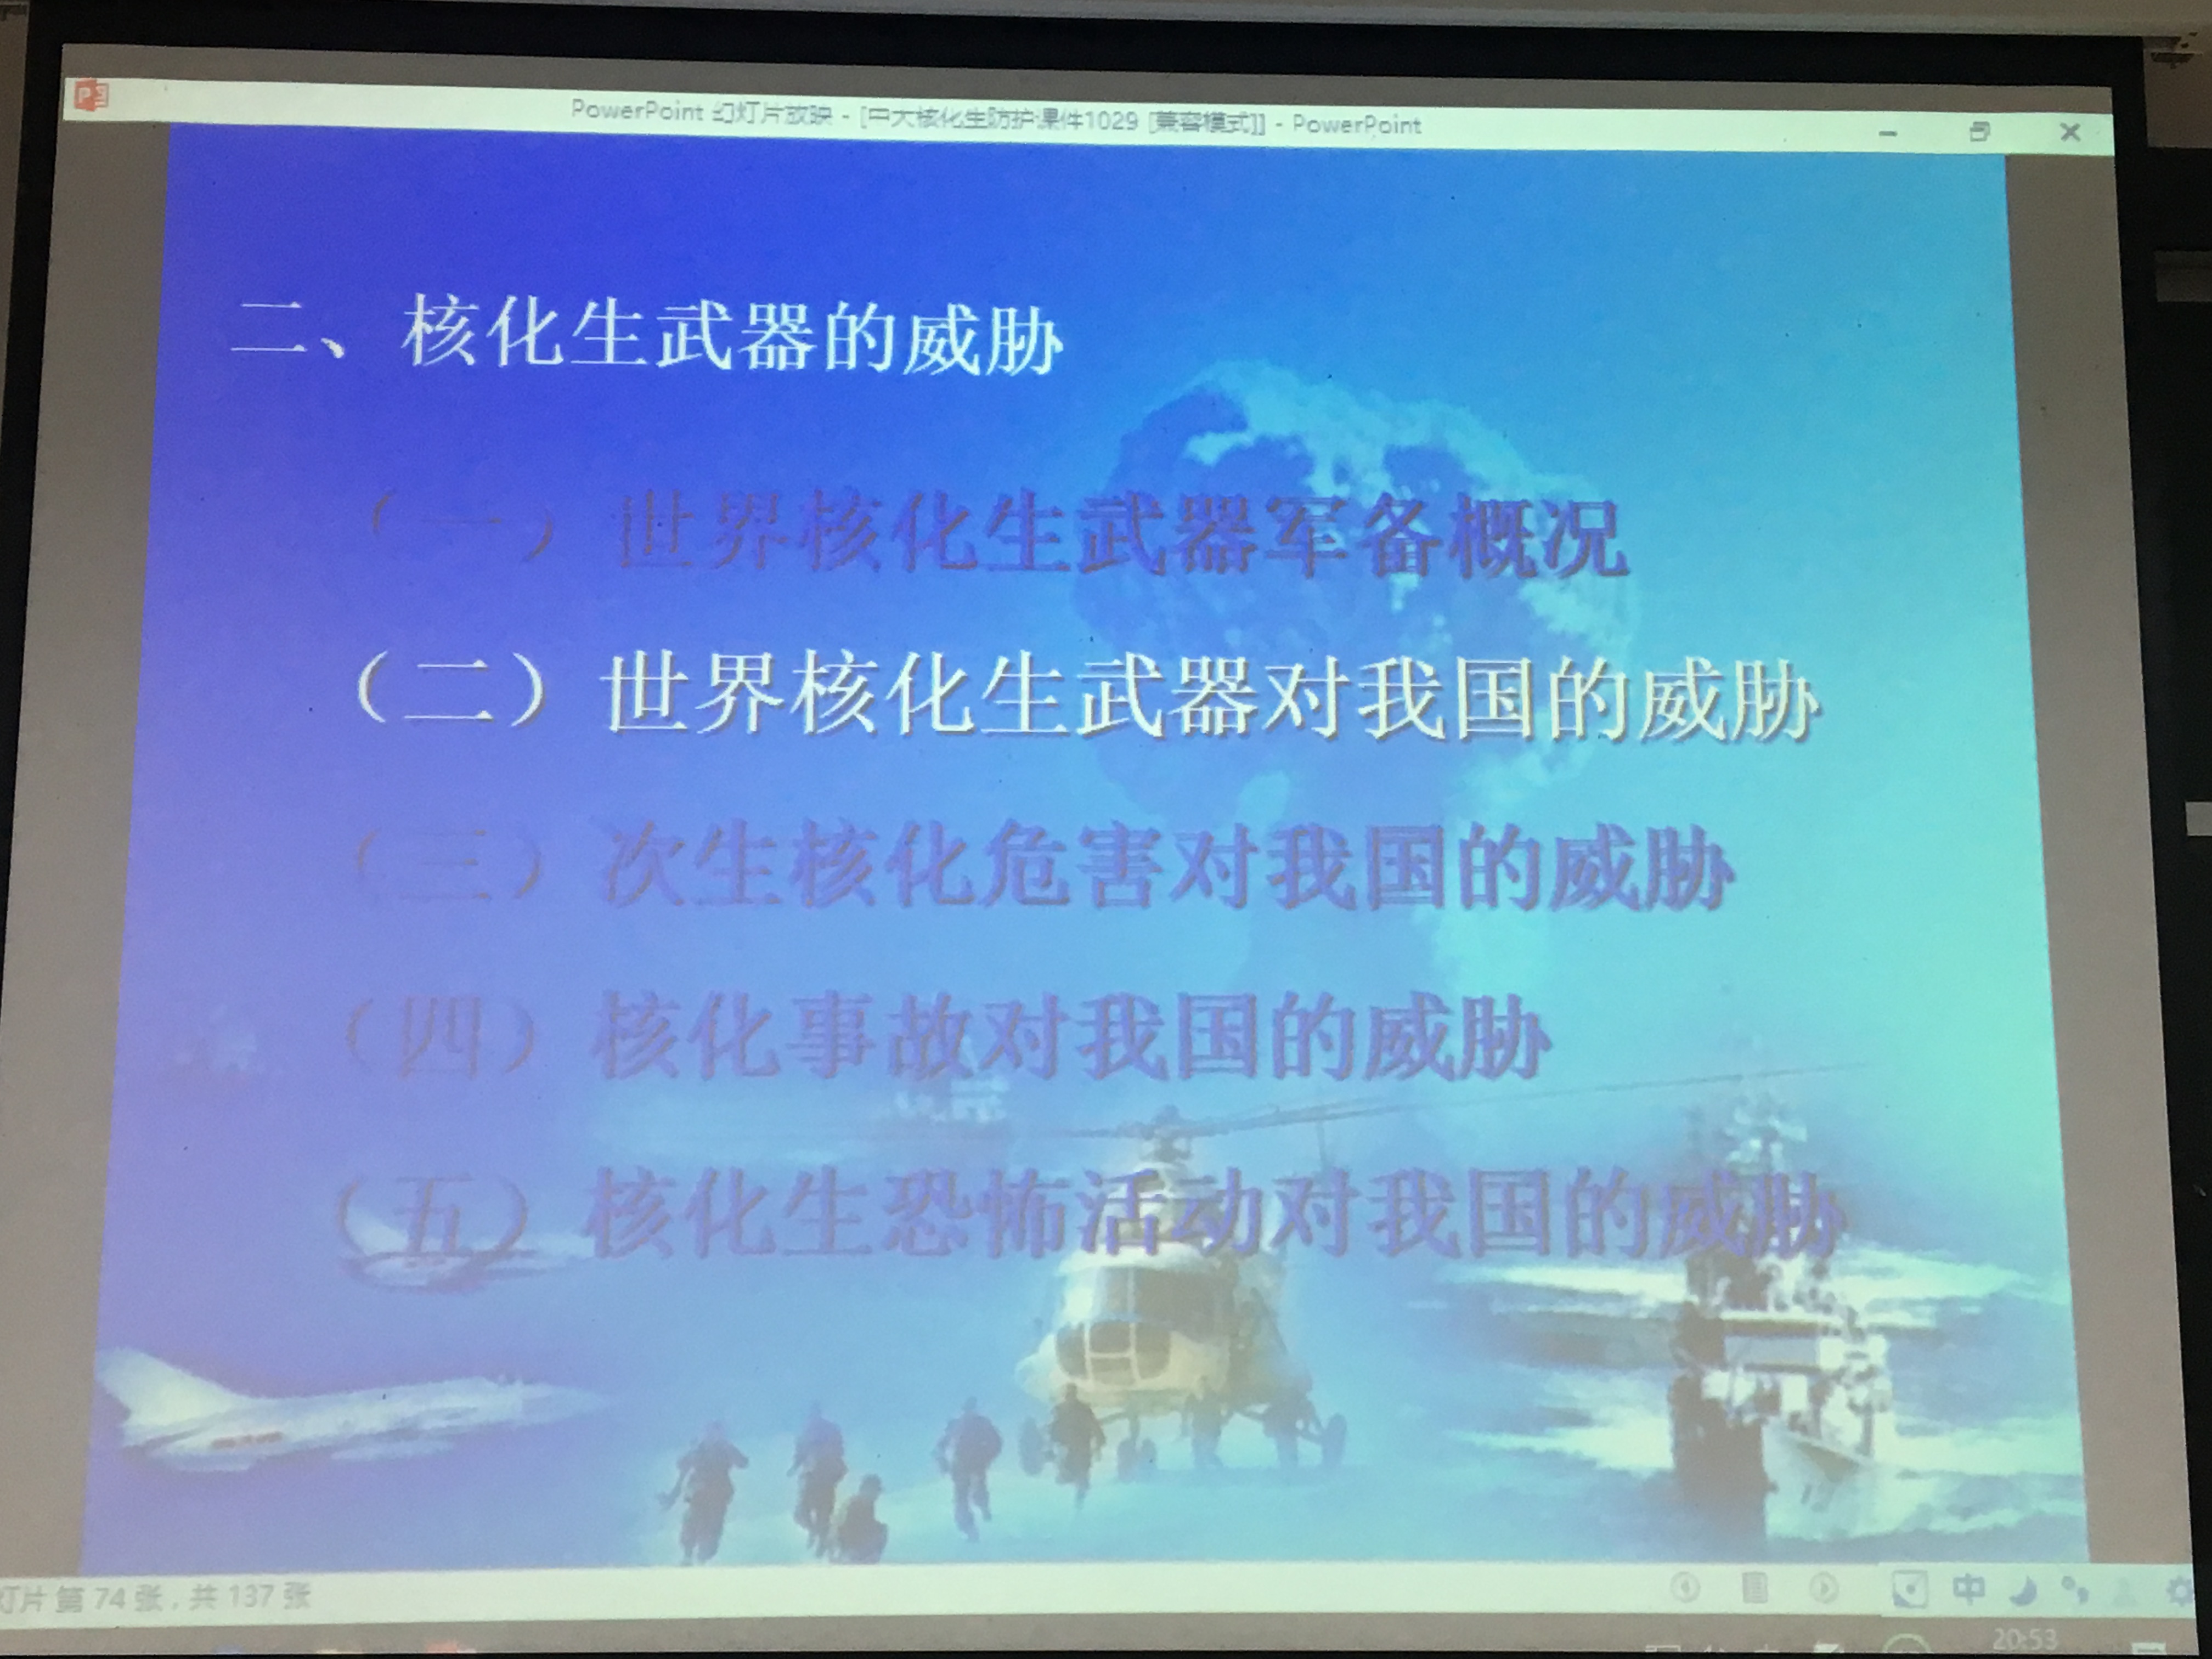 PowerPoint 幻灯片放映 - [中大核化生防护课件1029 [兼容模式]] - PowerPoint
二、核化生武器的威胁
（一）世界核化生武器军备概况
（二）世界核化生武器对我国的威胁
（三）次生核化危害对我国的威胁
（四）核化事故对我国的威胁
（五）核化生恐怖活动对我国的威胁
灯片 第 74 张，共 137 张
中
20:53